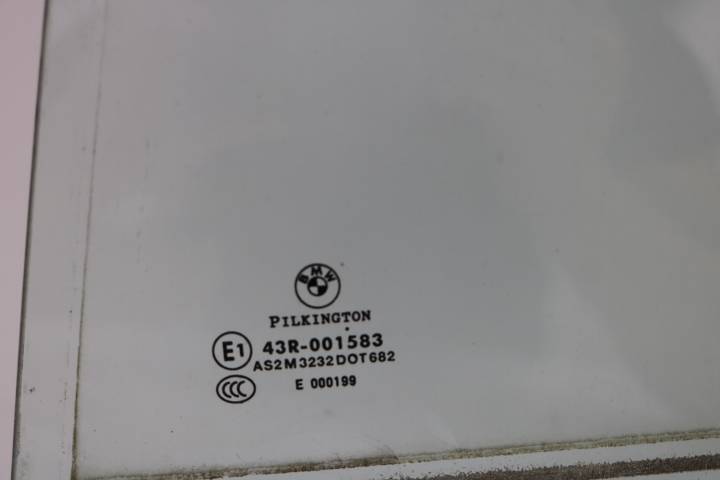 BMW
PILKINGTON
E1 43R-001583
AS2M3232DOT682
CCC E 000199